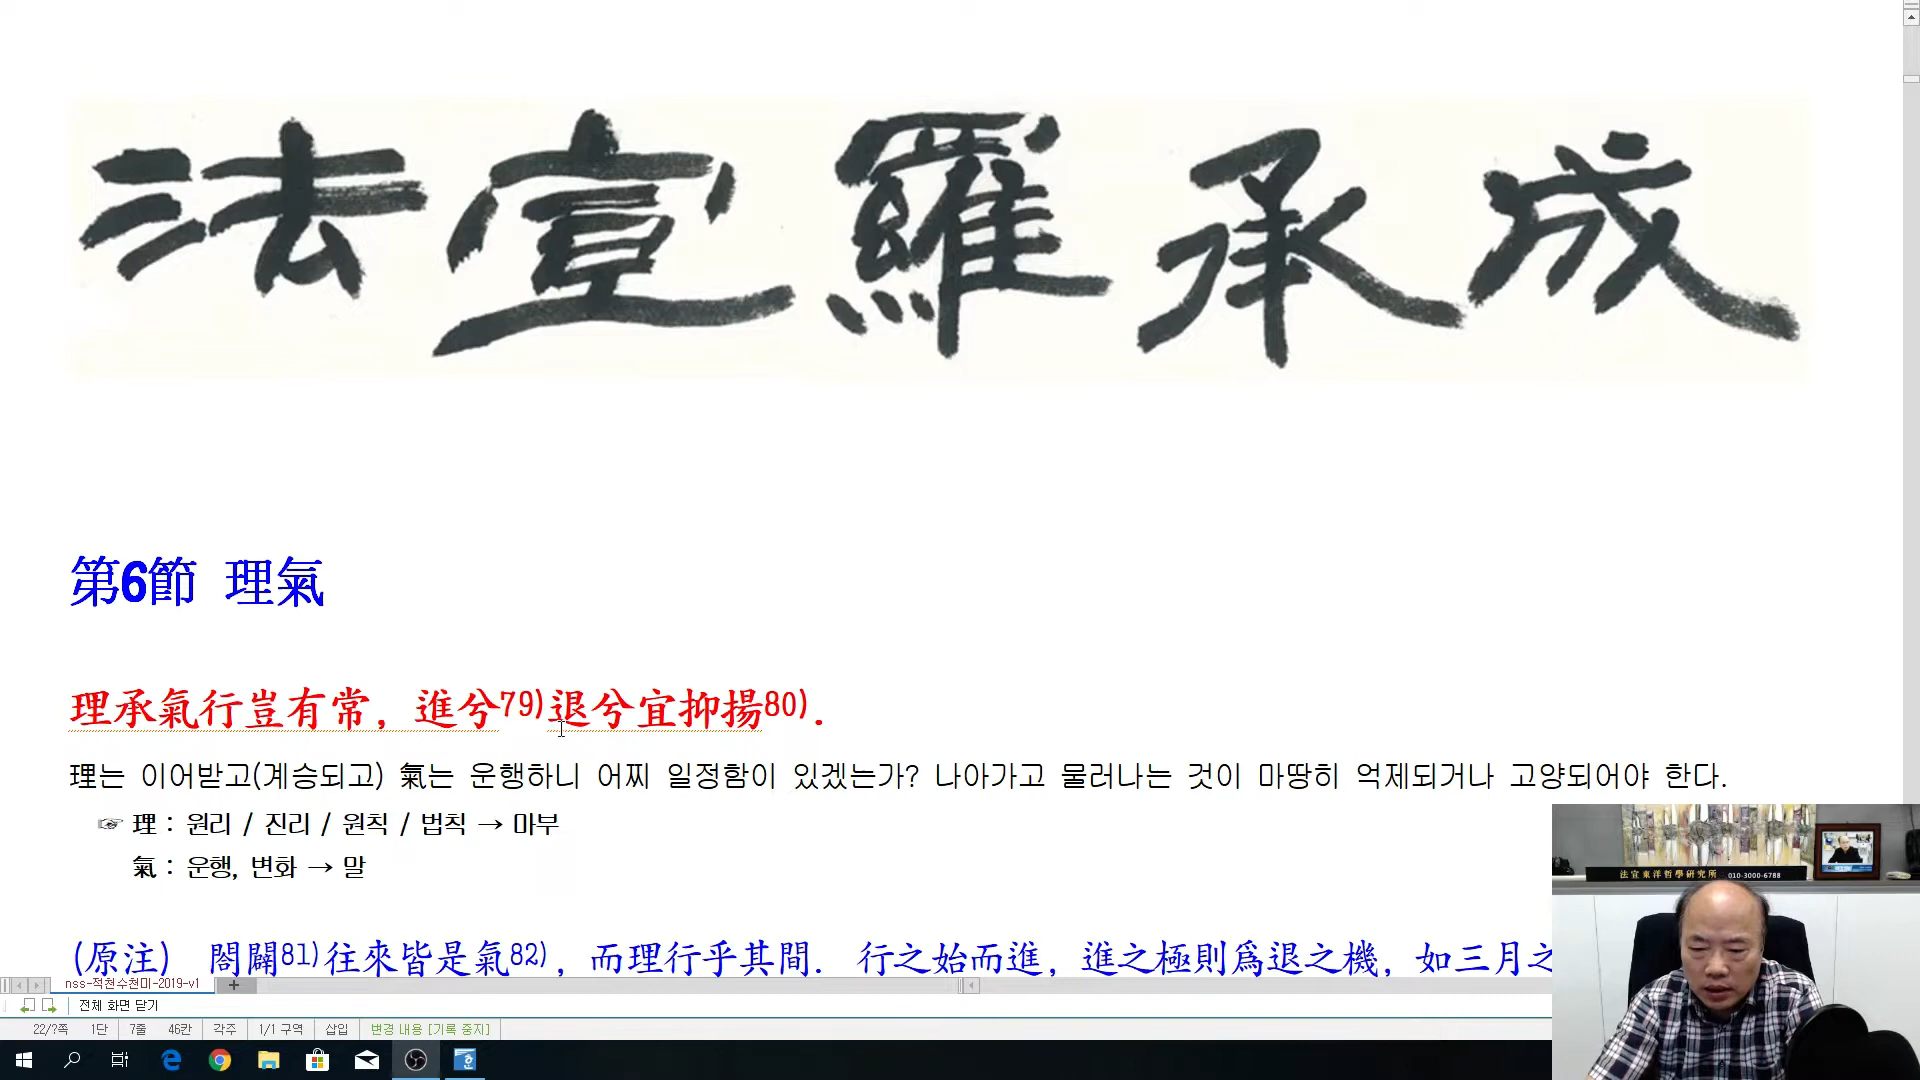 法宣羅承成
第6節 理氣
理承氣行豈有常, 進兮79)退兮宜抑揚80).
理는 이어받고(계승되고) 氣는 운행하니 어찌 일정함이 있겠는가? 나아가고 물러나는 것이 마땅히 억제되거나 고양되어야 한다.
☞ 理 : 원리 / 진리 / 원칙 / 법칙 → 마부
氣 : 운행, 변화 → 말
(原注) 閤闢81)往來皆是氣82), 而理行乎其間. 行之始而進, 進之極則爲退之機, 如三月之
法宣東洋哲學硏究所 010-3000-6788
nss-적천수천미-2019-v1
전체 화면 닫기
22/?쪽 1단 7줄 46칸 각주 1/1 구역 삽입 변경 내용 [기록 중지]